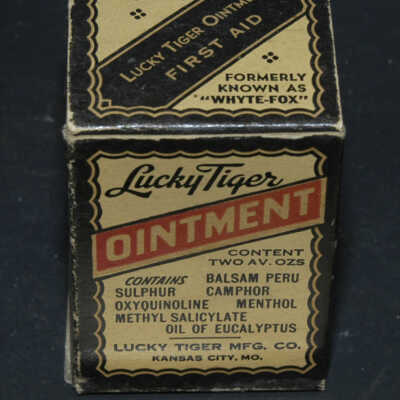 LUCKY TIGER OINTMENT
FIRST AID
FORMERLY
KNOWN AS
"WHYTE-FOX"
Lucky Tiger
OINTMENT
CONTENT
TWO AV. OZS
CONTAINS BALSAM PERU
SULPHUR CAMPHOR
OXYQUINOLINE MENTHOL
METHYL SALICYLATE
OIL OF EUCALYPTUS
LUCKY TIGER MFG. CO.
KANSAS CITY, MO.